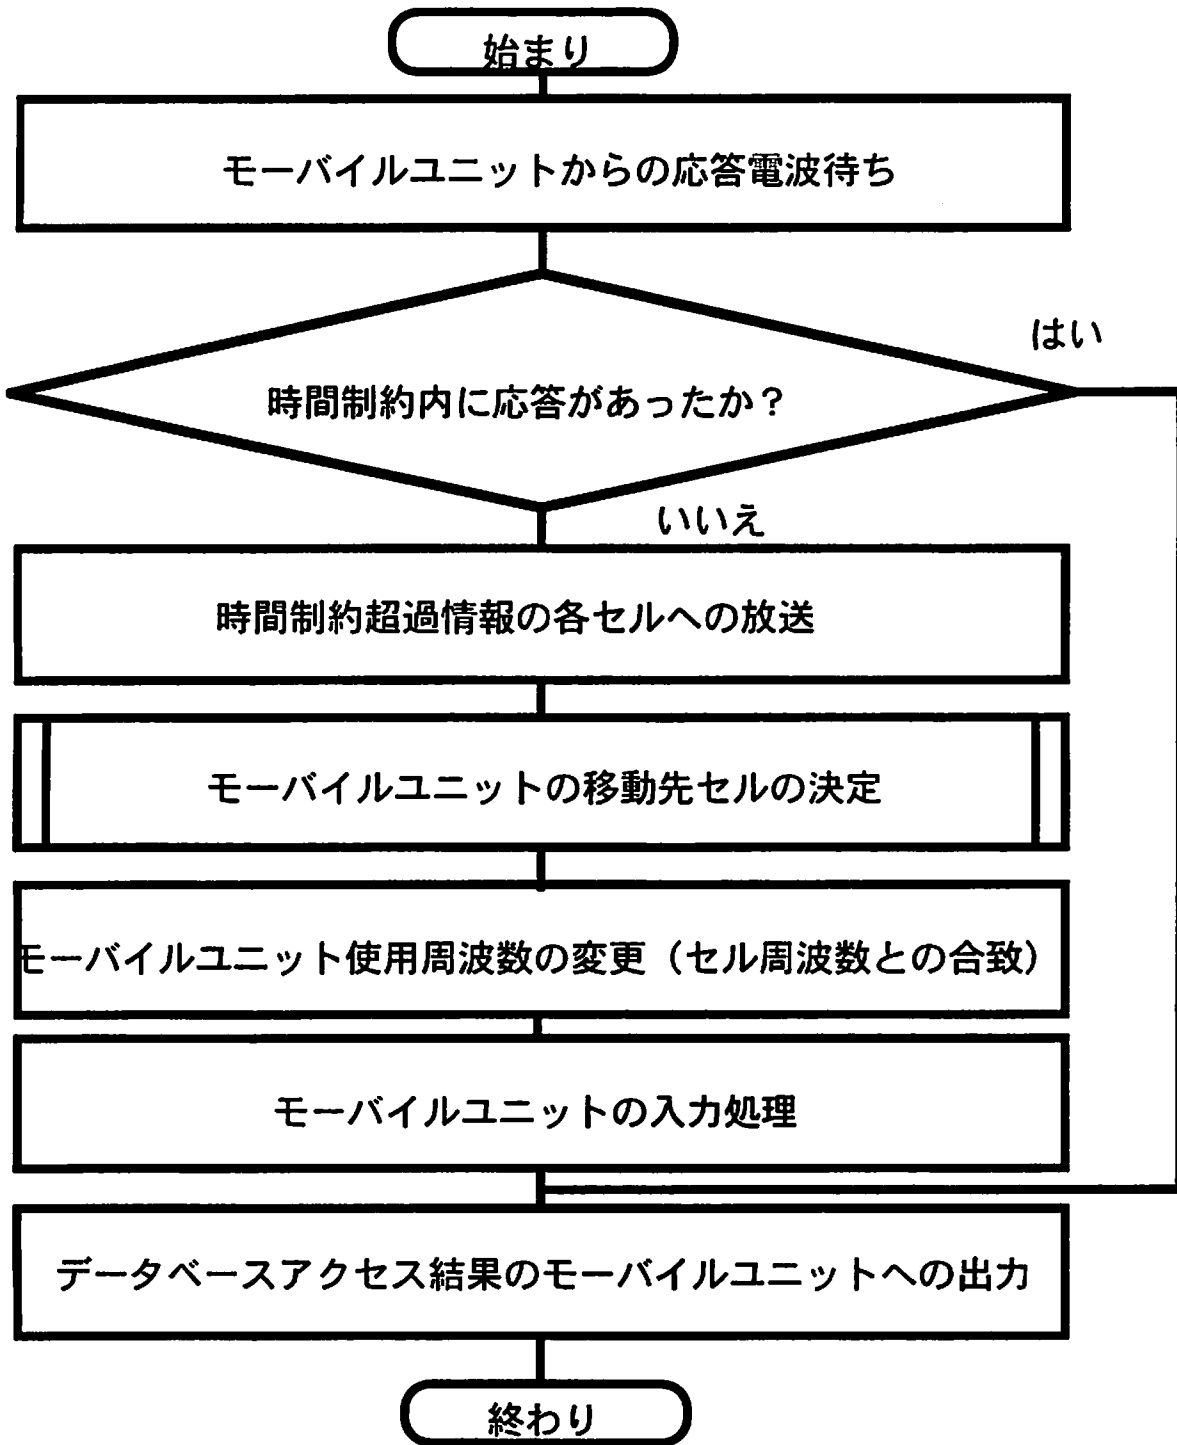 始まり
モーバイルユニットからの応答電波待ち
はい
時間制約内に応答があったか？
いいえ
時間制約超過情報の各セルへの放送
モーバイルユニットの移動先セルの決定
モーバイルユニット使用周波数の変更（セル周波数との合致）
モーバイルユニットの入力処理
データベースアクセス結果のモーバイルユニットへの出力
終わり